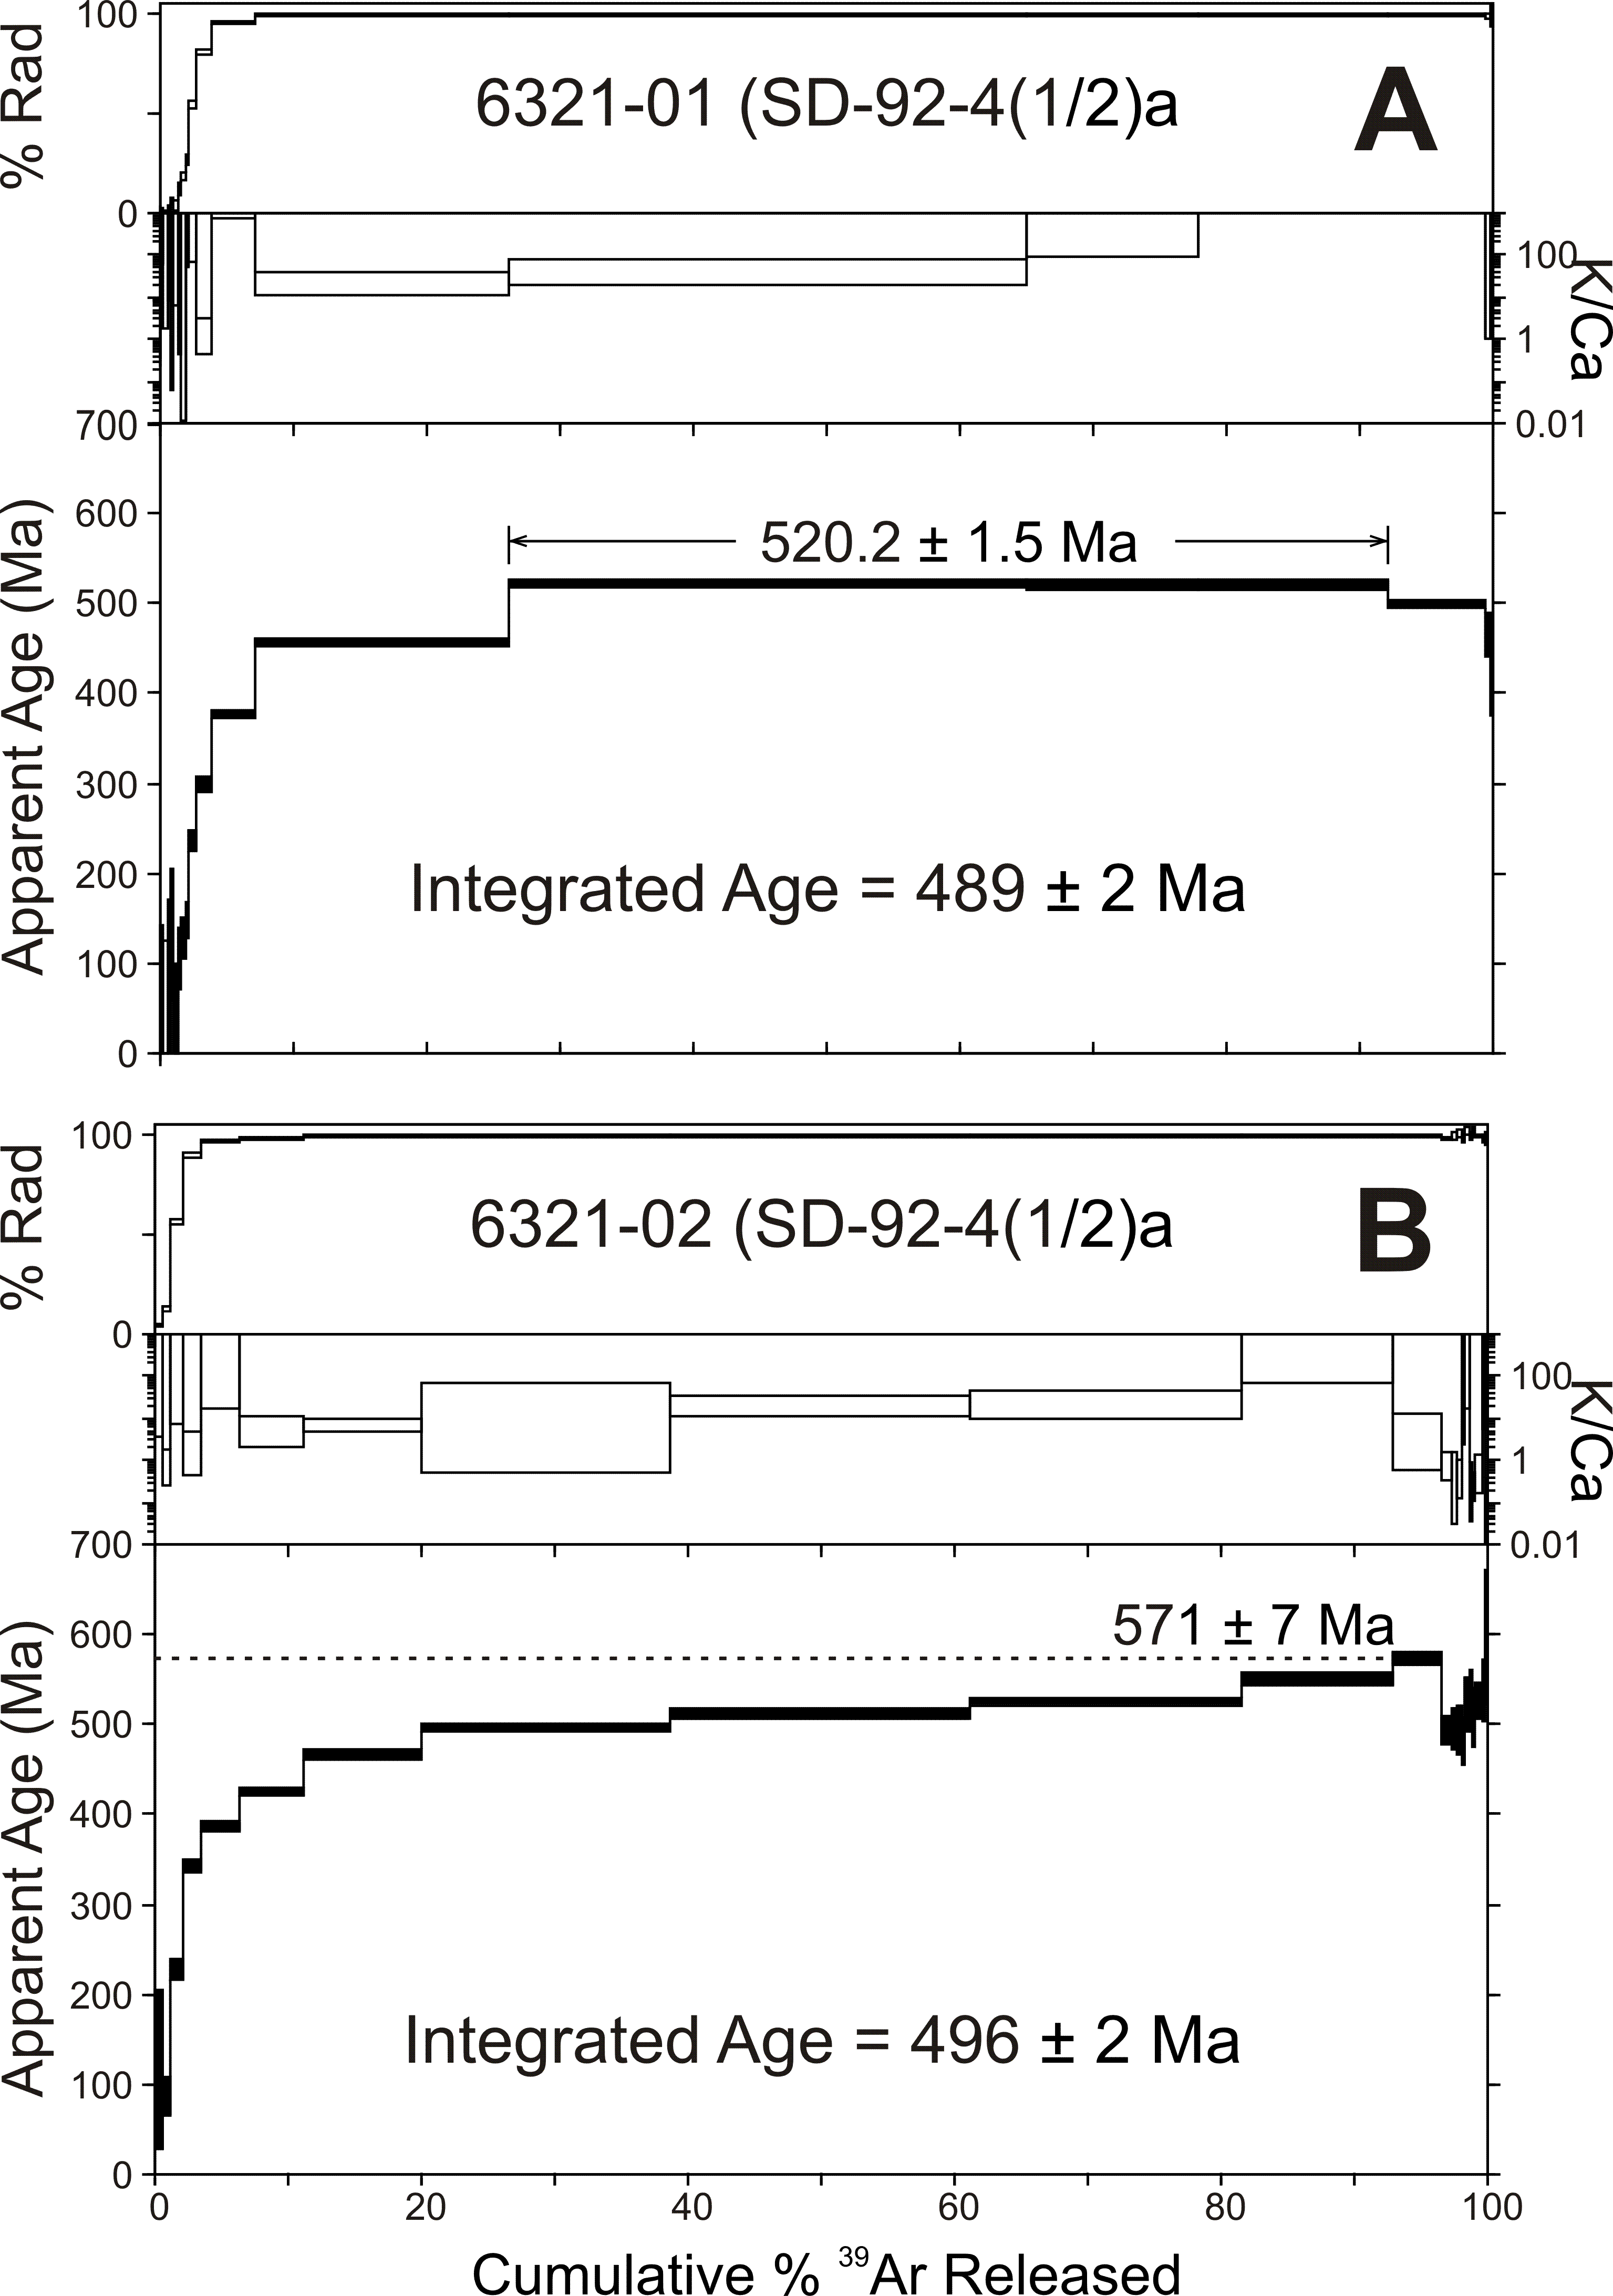 100
% Rad
0
6321-01 (SD-92-4(1/2)a
A
100
1
0.01
K/Ca
700
600
500
400
300
200
100
0
Apparent Age (Ma)
520.2 ± 1.5 Ma
Integrated Age = 489 ± 2 Ma
100
% Rad
0
6321-02 (SD-92-4(1/2)a
B
100
1
0.01
K/Ca
700
600
500
400
300
200
100
0
Apparent Age (Ma)
571 ± 7 Ma
Integrated Age = 496 ± 2 Ma
0 20 40 60 80 100
Cumulative % ³⁹Ar Released